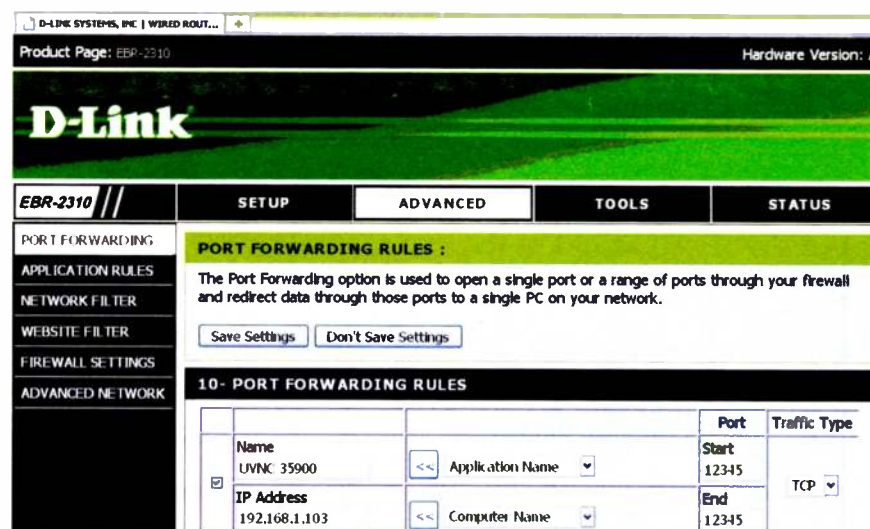 D-LINK SYSTEMS, INC | WIRED ROUT...
Product Page: EBR-2310
Hardware Version:
D-Link
EBR-2310
SETUP
ADVANCED
TOOLS
STATUS
PORT FORWARDING
APPLICATION RULES
NETWORK FILTER
WEBSITE FILTER
FIREWALL SETTINGS
ADVANCED NETWORK
PORT FORWARDING RULES :
The Port Forwarding option is used to open a single port or a range of ports through your firewall
and redirect data through those ports to a single PC on your network.
Save Settings
Don't Save Settings
10- PORT FORWARDING RULES
Port
Traffic Type
Name
UVNC 35900
<<
Application Name
Start
12345
TCP
IP Address
192.168.1.103
<<
Computer Name
End
12345